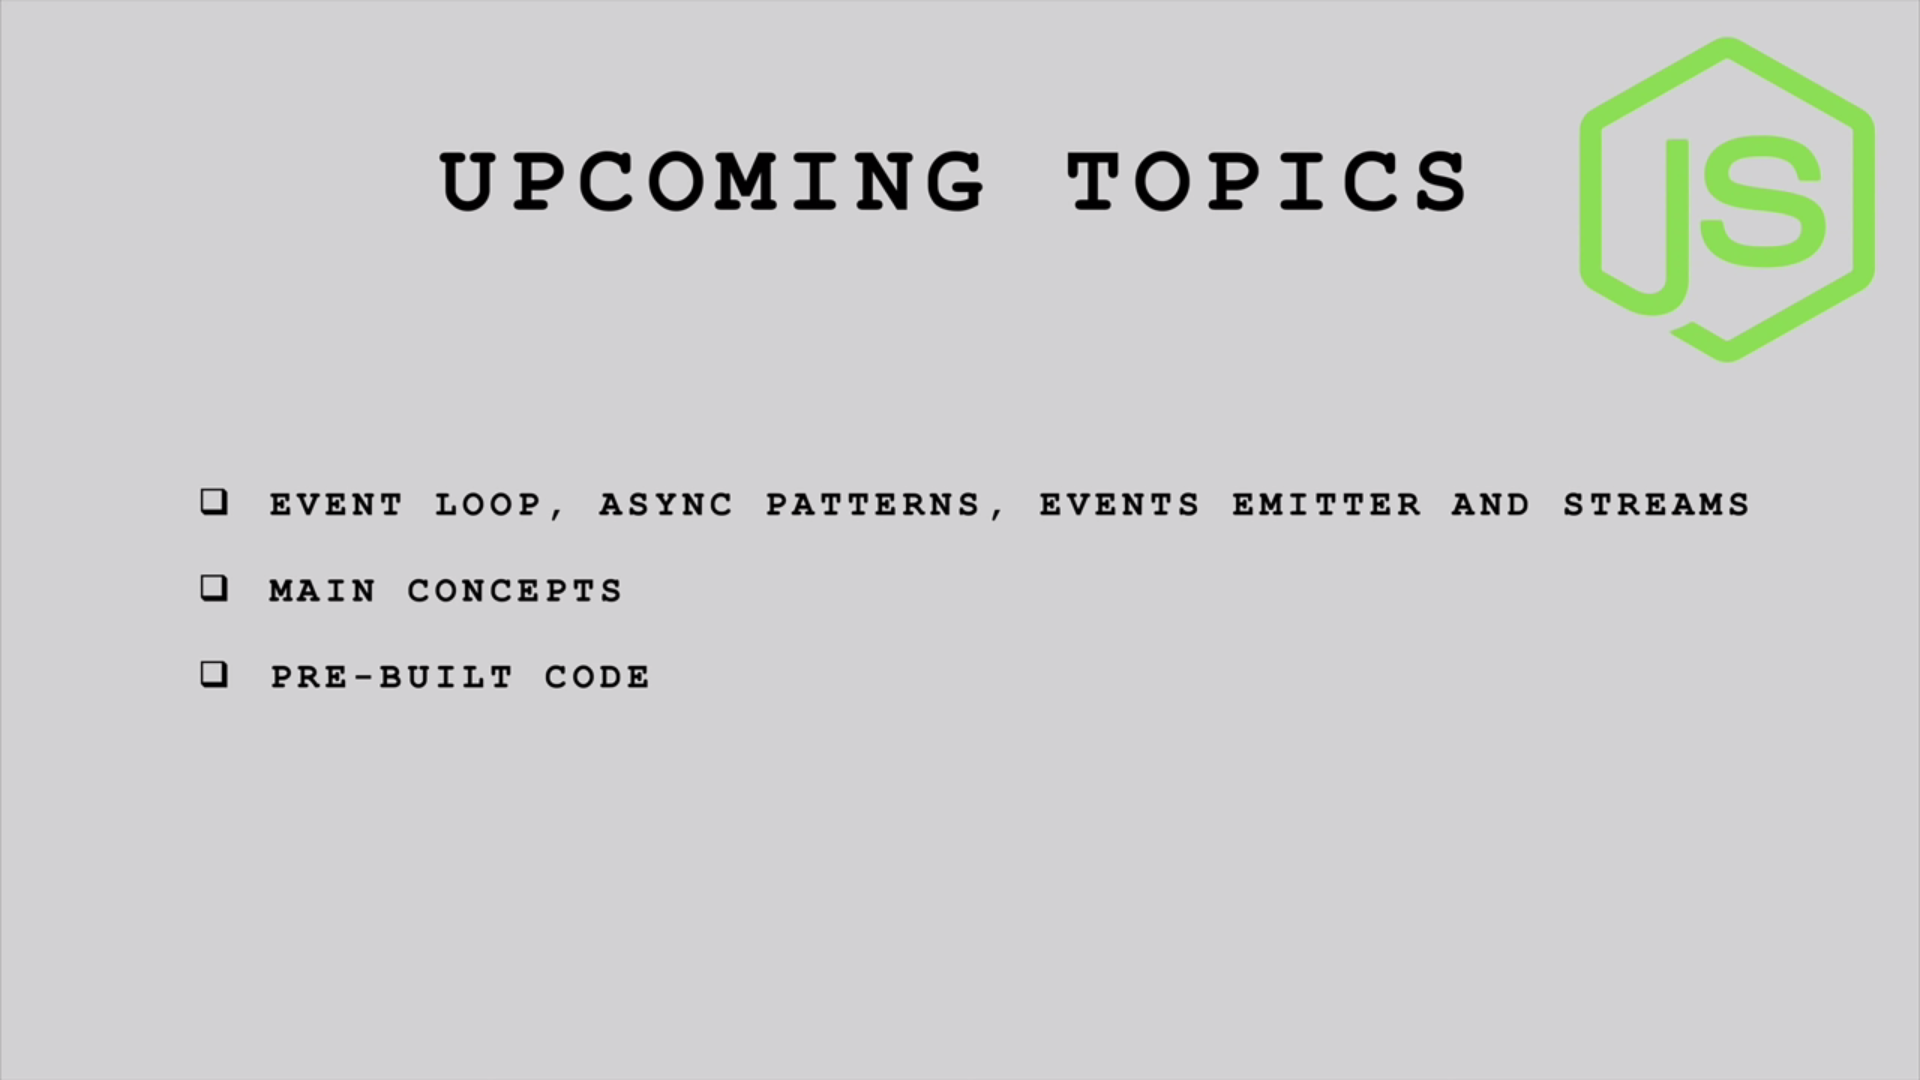 UPCOMING TOPICS
JS
❑ EVENT LOOP, ASYNC PATTERNS, EVENTS EMITTER AND STREAMS
❑ MAIN CONCEPTS
❑ PRE-BUILT CODE